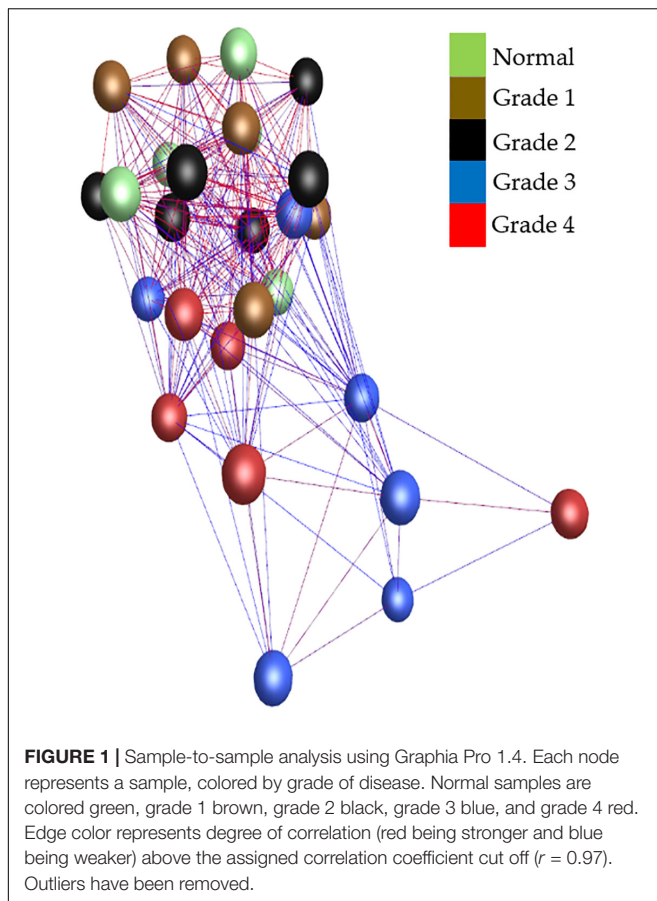 Normal
Grade 1
Grade 2
Grade 3
Grade 4
FIGURE 1 | Sample-to-sample analysis using Graphia Pro 1.4. Each node
represents a sample, colored by grade of disease. Normal samples are
colored green, grade 1 brown, grade 2 black, grade 3 blue, and grade 4 red.
Edge color represents degree of correlation (red being stronger and blue
being weaker) above the assigned correlation coefficient cut off (r = 0.97).
Outliers have been removed.